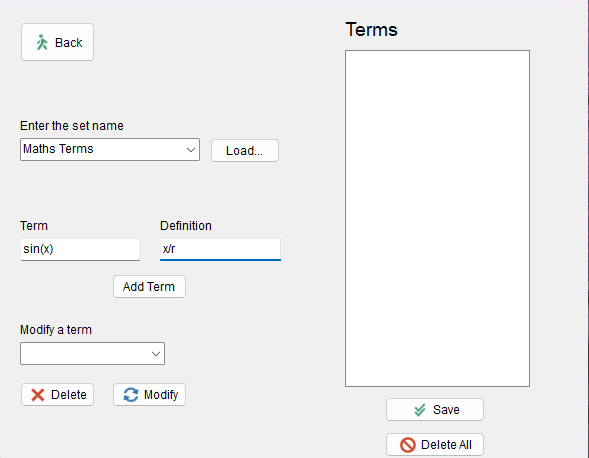 Back
Enter the set name
Maths Terms
Load...
Term
Definition
sin(x)
x/r
Add Term
Modify a term
Delete
Modify
Terms
Save
Delete All